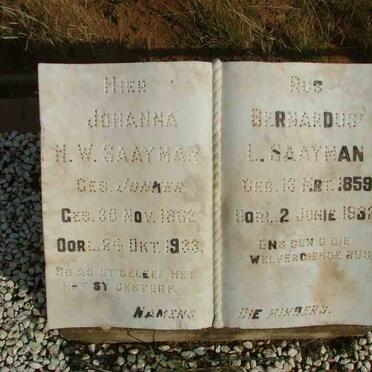 HIER
JOHANNA
H.W. SAAYMAN
GEB. JONKER
GEB. 30 NOV. 1862
OORL. 26 OKT. 1933
SO AS SY GELEEF HET
HET SY GESTERF
NAMENS
RUS
BERNARDUS
L. SAAYMAN
GEB. 13 MRT. 1859
OORL. 2 JUNIE 1937
ONS GUN U DIE
WELVERDIENDE RUS
DIE KINDERS.